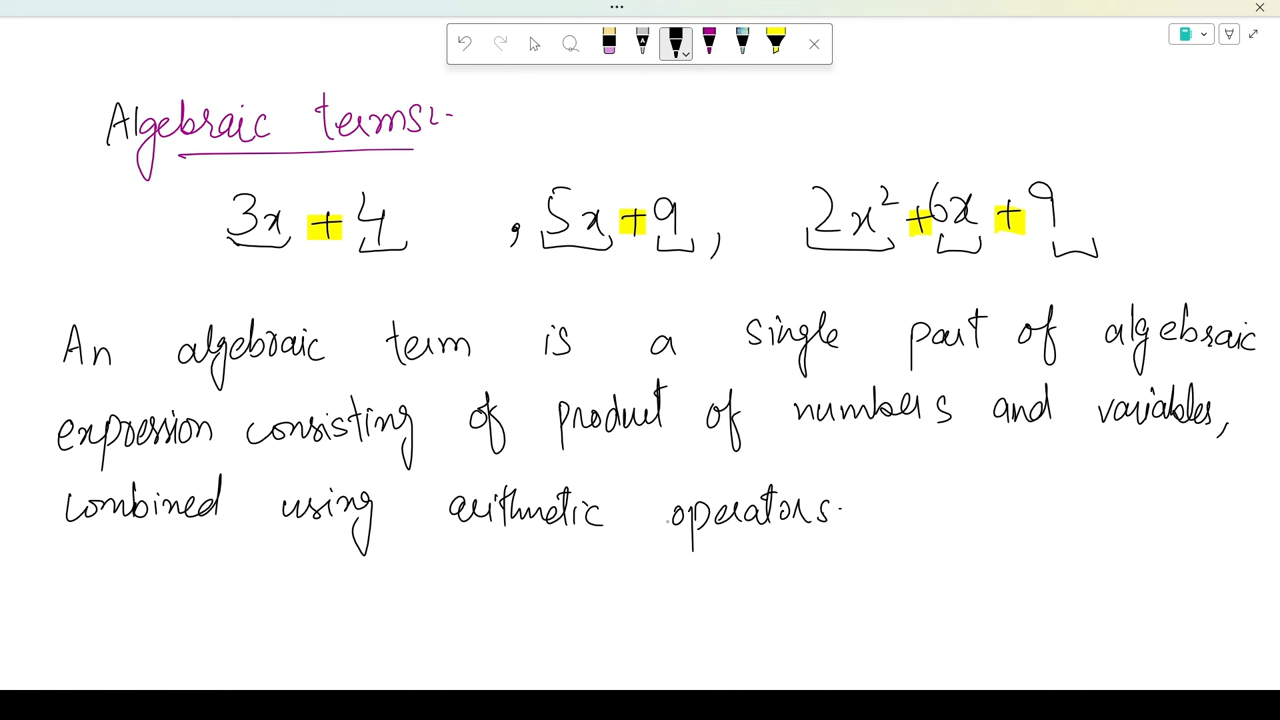 Algebraic terms:-
3x + 4 , 5x + 9 , 2x² + 6x + 9
An algebraic term is a single part of algebraic
expression consisting of product of numbers and variables,
combined using arithmetic operators.